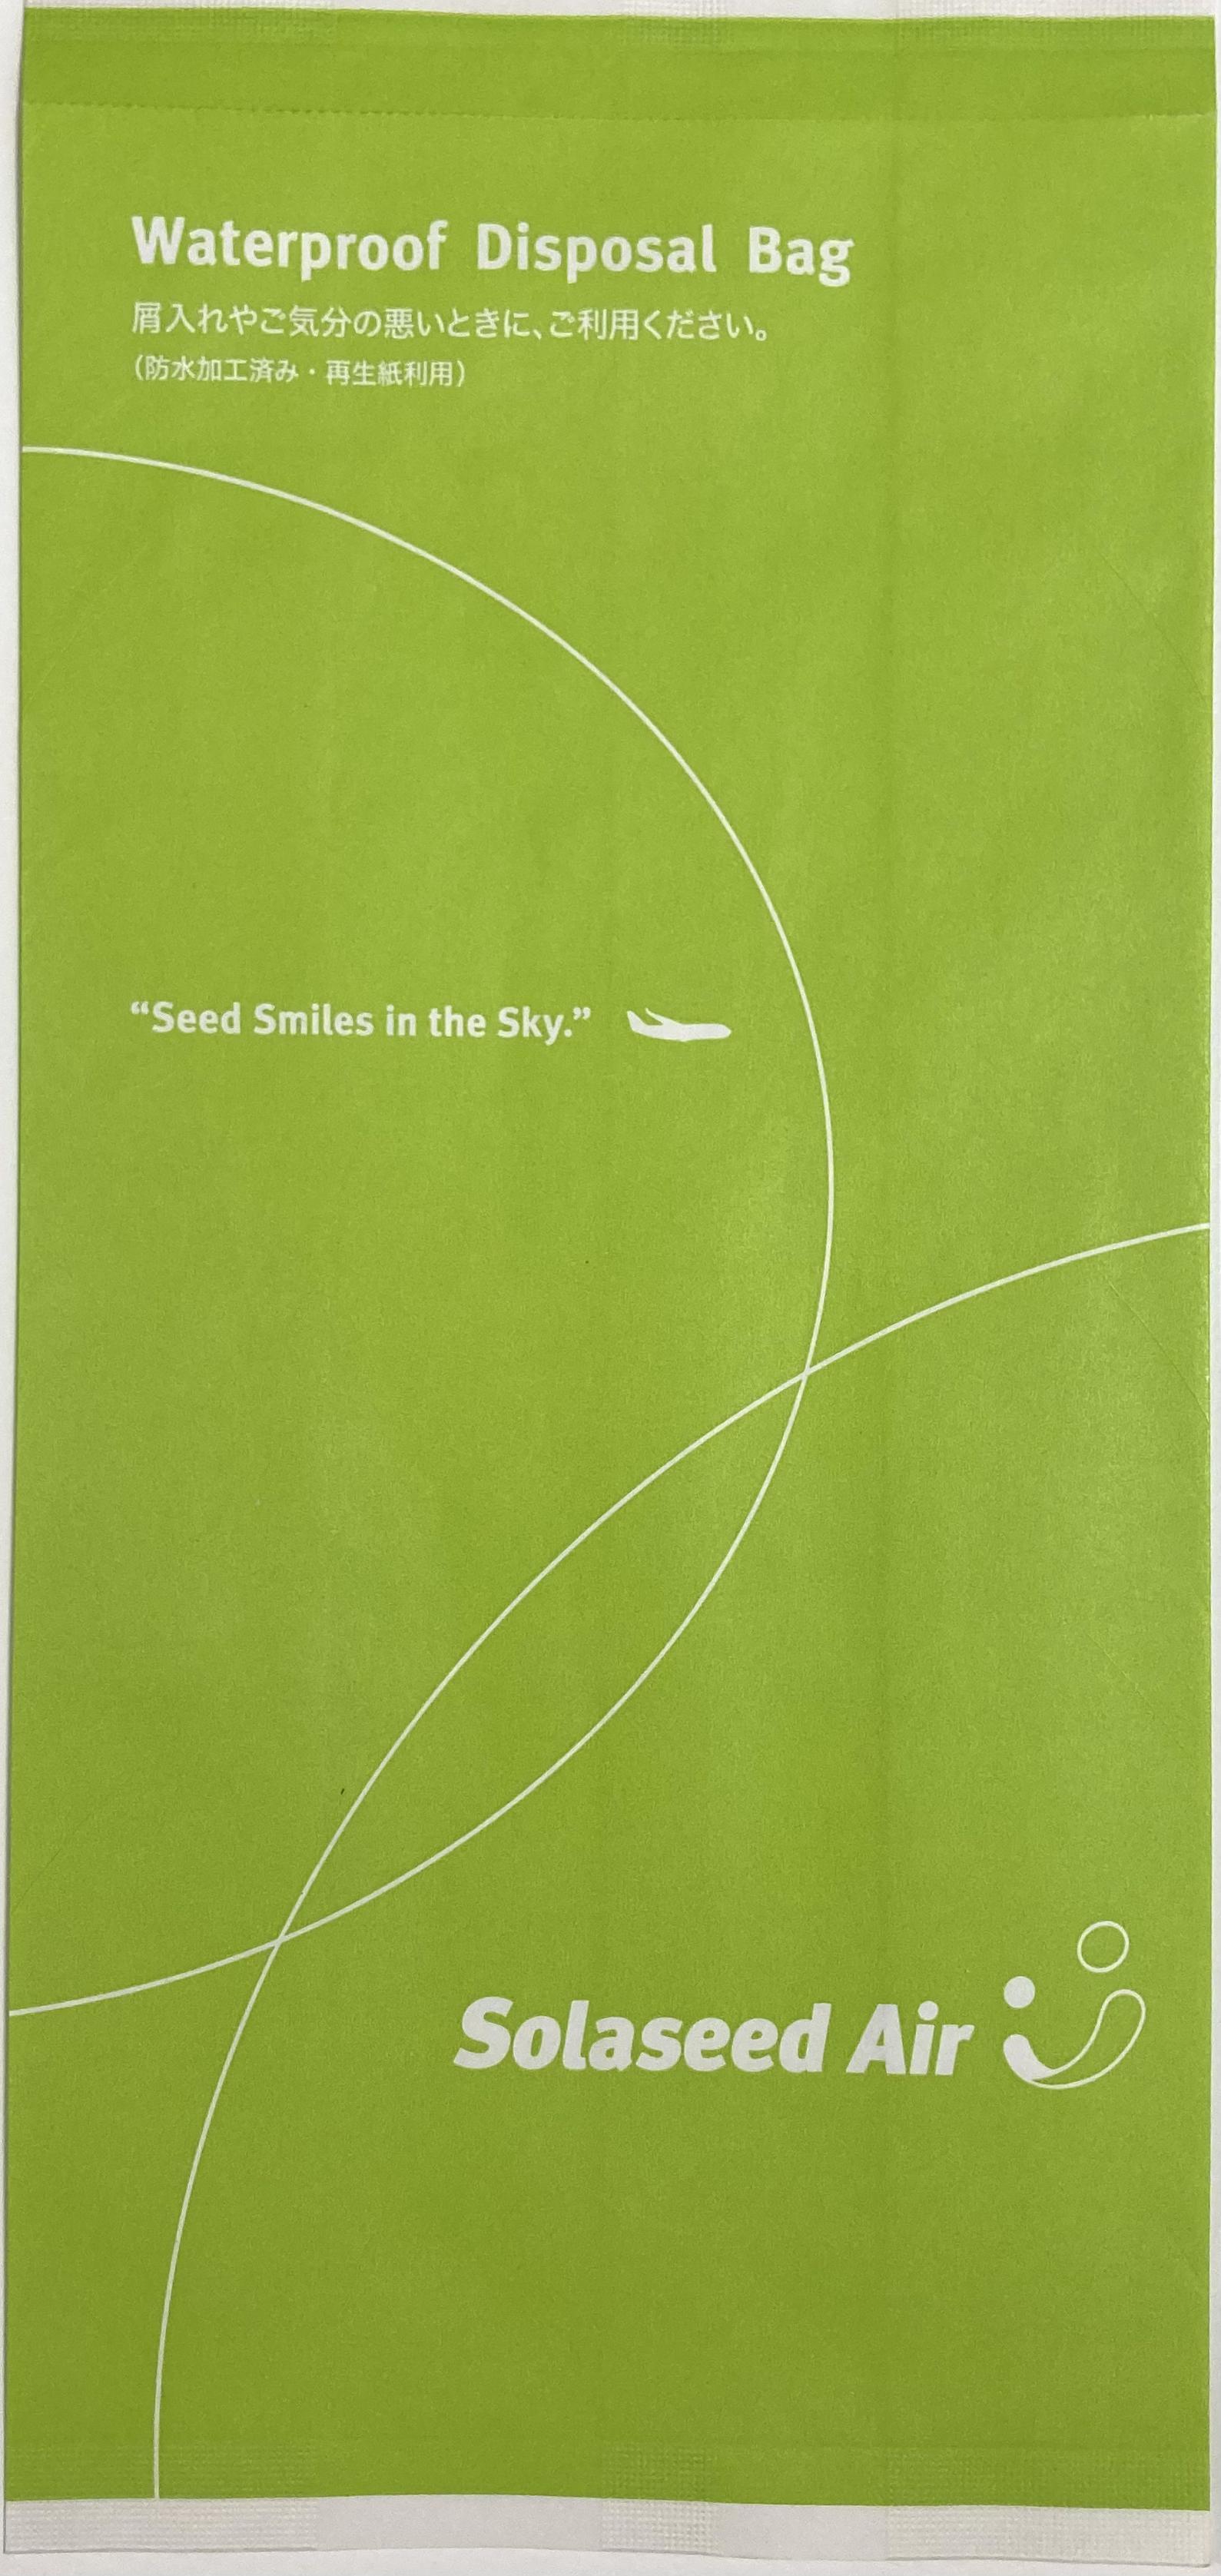 Waterproof Disposal Bag
屑入れやご気分の悪いときに、ご利用ください。
（防水加工済み・再生紙利用）
“Seed Smiles in the Sky.”
Solaseed Air